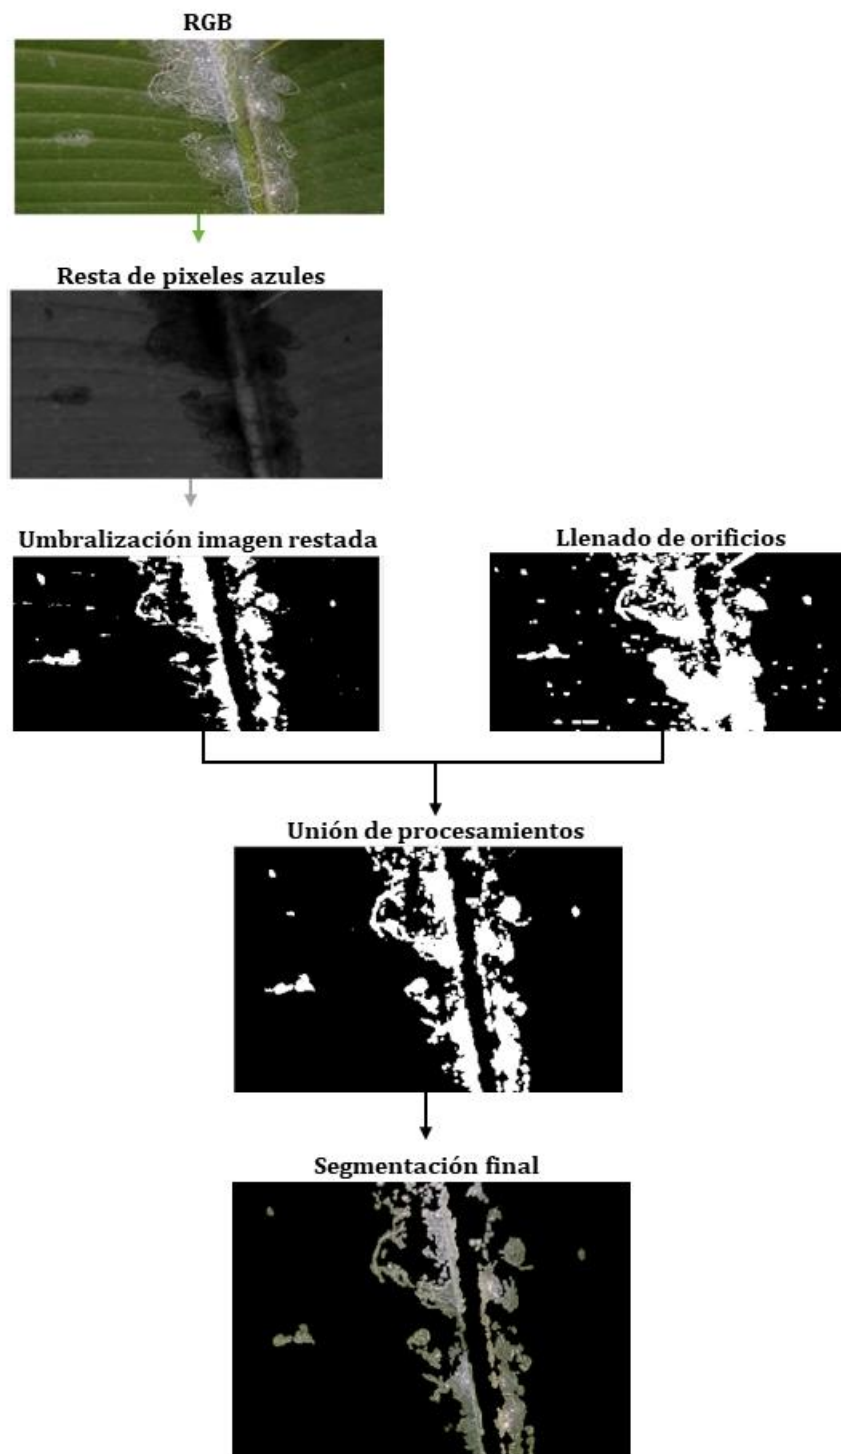 RGB
Resta de pixeles azules
Umbralización imagen restada
Llenado de orificios
Unión de procesamientos
Segmentación final